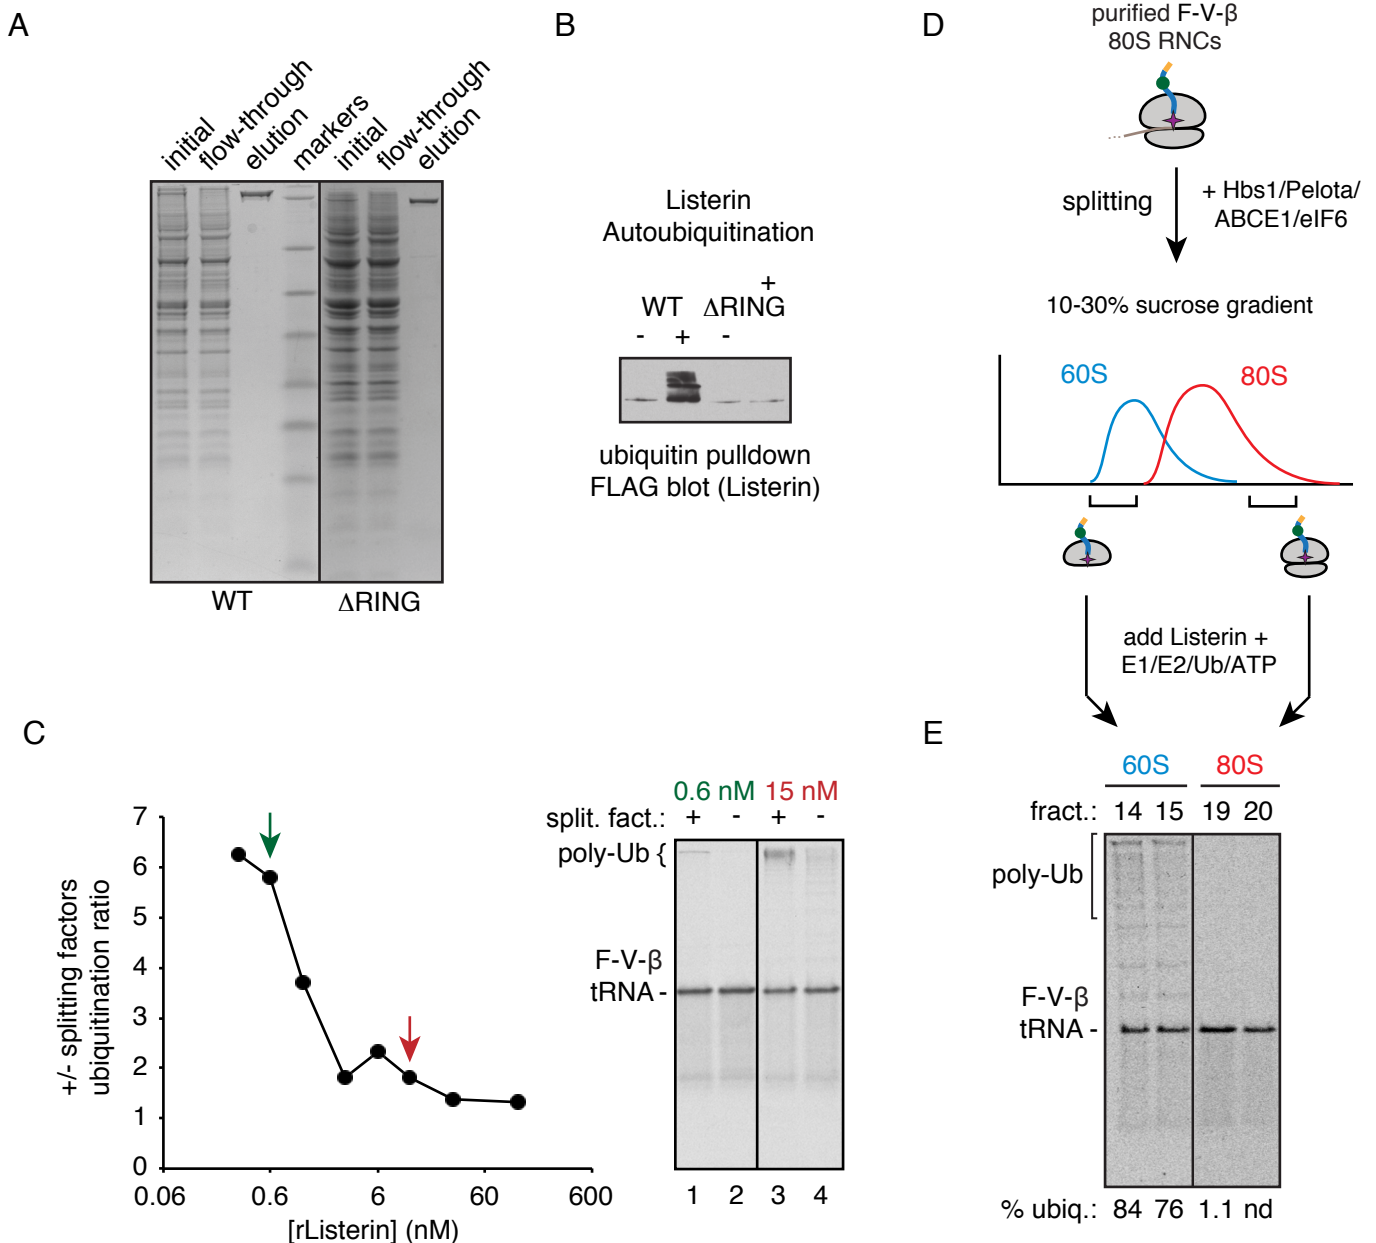 A
initial
flow-through
elution
markers
initial
flow-through
elution
WT
ΔRING
B
Listerin
Autoubiquitination
+
WT ΔRING
- + -
ubiquitin pulldown
FLAG blot (Listerin)
C
+/- splitting factors
ubiquitination ratio
7
6
5
4
3
2
1
0
0.06 0.6 6 60 600
[rListerin] (nM)
0.6 nM 15 nM
split. fact.: + - + -
poly-Ub {
F-V-β
tRNA -
1 2 3 4
D
purified F-V-β
80S RNCs
splitting
+ Hbs1/Pelota/
ABCE1/eIF6
10-30% sucrose gradient
60S
80S
add Listerin +
E1/E2/Ub/ATP
E
60S 80S
fract.: 14 15 19 20
poly-Ub
F-V-β
tRNA -
% ubiq.: 84 76 1.1 nd